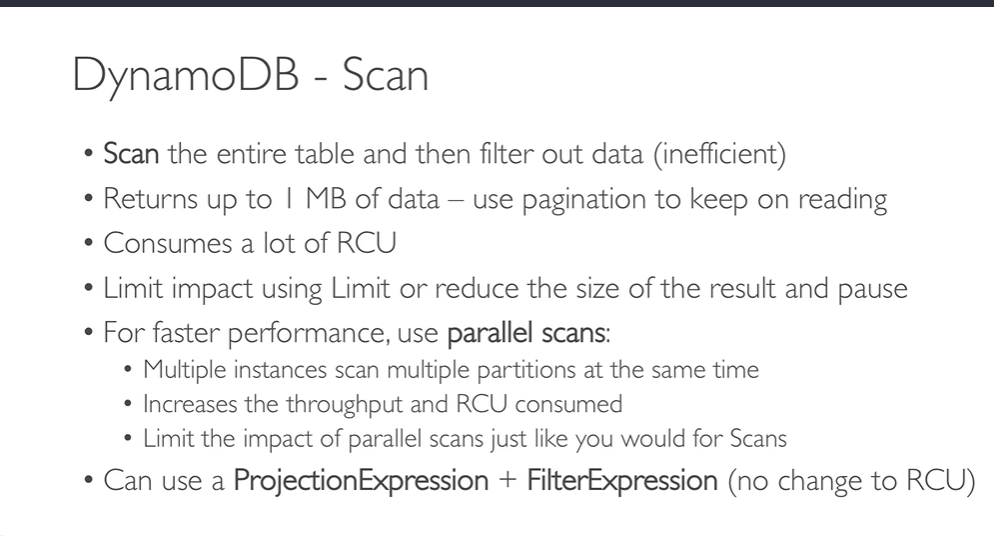 DynamoDB - Scan
• Scan the entire table and then filter out data (inefficient)
• Returns up to 1 MB of data – use pagination to keep on reading
• Consumes a lot of RCU
• Limit impact using Limit or reduce the size of the result and pause
• For faster performance, use parallel scans:
• Multiple instances scan multiple partitions at the same time
• Increases the throughput and RCU consumed
• Limit the impact of parallel scans just like you would for Scans
• Can use a ProjectionExpression + FilterExpression (no change to RCU)